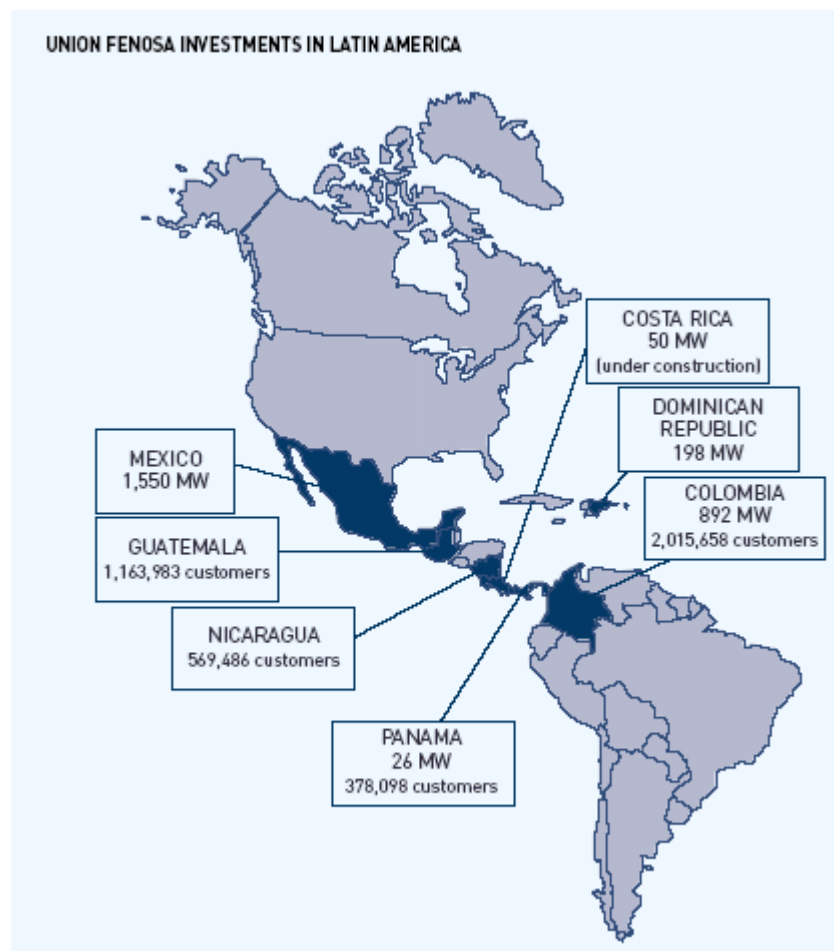 UNION FENOSA INVESTMENTS IN LATIN AMERICA
COSTA RICA
50 MW
(under construction)
DOMINICAN
REPUBLIC
198 MW
MEXICO
1,550 MW
COLOMBIA
892 MW
2,015,658 customers
GUATEMALA
1,163,983 customers
NICARAGUA
569,486 customers
PANAMA
26 MW
378,098 customers